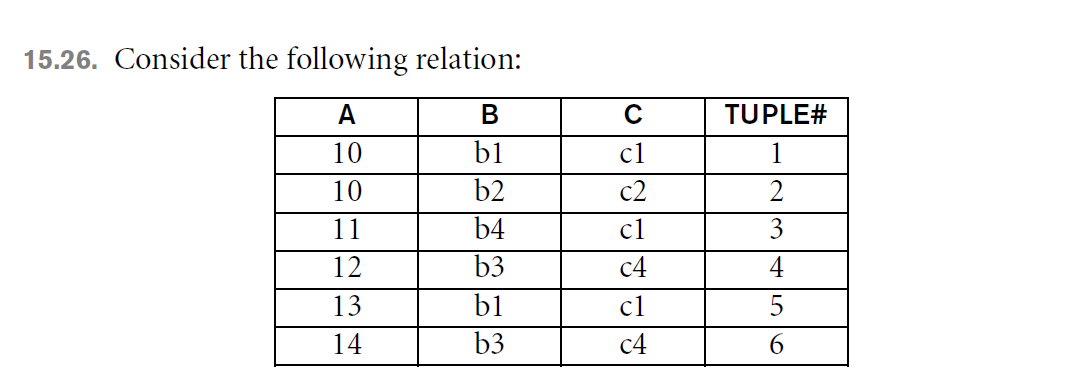 15.26. Consider the following relation:
A B C TUPLE#
10 b1 c1 1
10 b2 c2 2
11 b4 c1 3
12 b3 c4 4
13 b1 c1 5
14 b3 c4 6